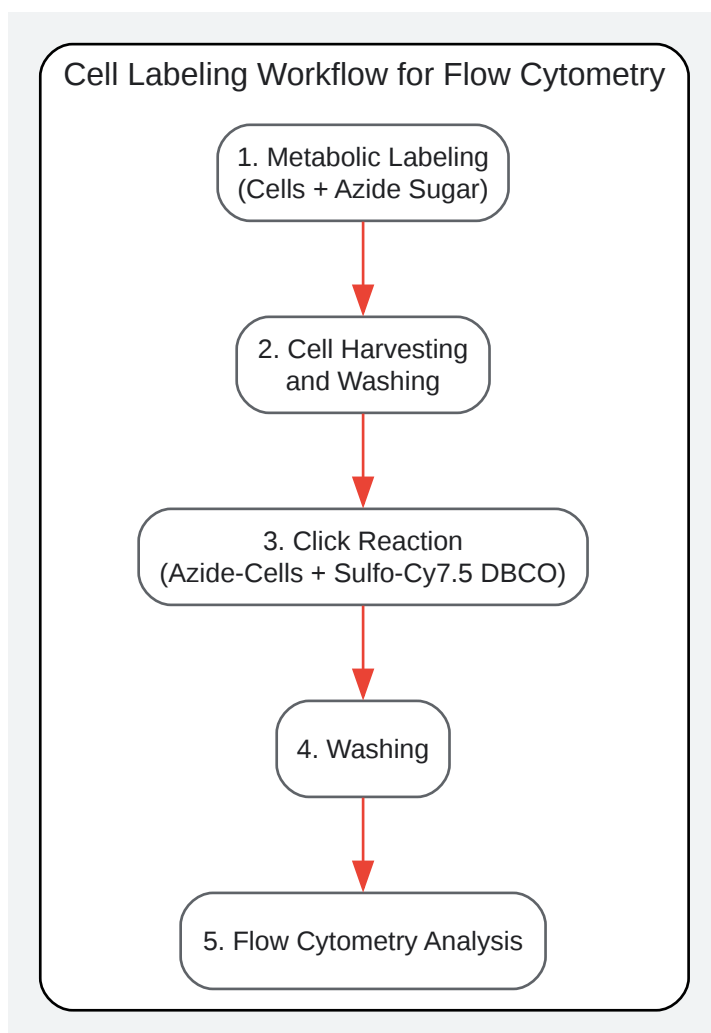 Cell Labeling Workflow for Flow Cytometry
1. Metabolic Labeling
(Cells + Azide Sugar)
2. Cell Harvesting
and Washing
3. Click Reaction
(Azide-Cells + Sulfo-Cy7.5 DBCO)
4. Washing
5. Flow Cytometry Analysis